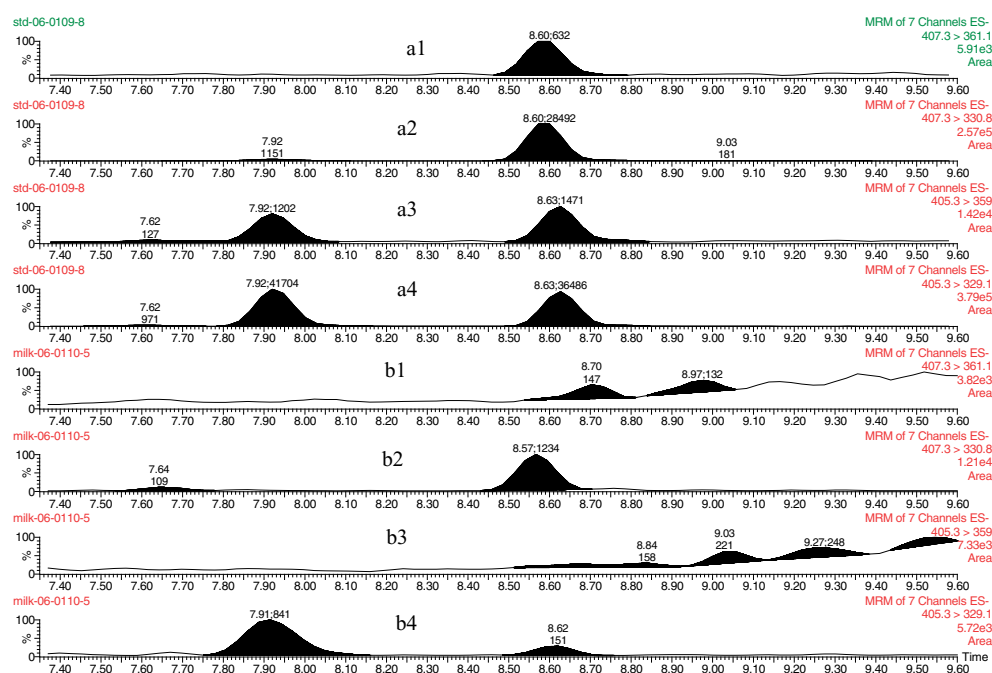 std-06-0109-8
MRM of 7 Channels ES-
407.3 > 361.1
5.91e3
Area
100
%
0
a1
8.60;632
7.40 7.50 7.60 7.70 7.80 7.90 8.00 8.10 8.20 8.30 8.40 8.50 8.60 8.70 8.80 8.90 9.00 9.10 9.20 9.30 9.40 9.50 9.60
std-06-0109-8
MRM of 7 Channels ES-
407.3 > 330.8
2.57e5
Area
100
%
0
a2
7.92
1151
8.60;28492
9.03
181
7.40 7.50 7.60 7.70 7.80 7.90 8.00 8.10 8.20 8.30 8.40 8.50 8.60 8.70 8.80 8.90 9.00 9.10 9.20 9.30 9.40 9.50 9.60
std-06-0109-8
MRM of 7 Channels ES-
405.3 > 359
1.42e4
Area
100
%
0
a3
7.62
127
7.92;1202
8.63;1471
7.40 7.50 7.60 7.70 7.80 7.90 8.00 8.10 8.20 8.30 8.40 8.50 8.60 8.70 8.80 8.90 9.00 9.10 9.20 9.30 9.40 9.50 9.60
std-06-0109-8
MRM of 7 Channels ES-
405.3 > 329.1
3.79e5
Area
100
%
0
a4
7.62
971
7.92;41704
8.63;36486
7.40 7.50 7.60 7.70 7.80 7.90 8.00 8.10 8.20 8.30 8.40 8.50 8.60 8.70 8.80 8.90 9.00 9.10 9.20 9.30 9.40 9.50 9.60
milk-06-0110-5
MRM of 7 Channels ES-
407.3 > 361.1
3.82e3
Area
100
%
0
b1
8.70
147
8.97;132
7.40 7.50 7.60 7.70 7.80 7.90 8.00 8.10 8.20 8.30 8.40 8.50 8.60 8.70 8.80 8.90 9.00 9.10 9.20 9.30 9.40 9.50 9.60
milk-06-0110-5
MRM of 7 Channels ES-
407.3 > 330.8
1.21e4
Area
100
%
0
b2
7.64
109
8.57;1234
7.40 7.50 7.60 7.70 7.80 7.90 8.00 8.10 8.20 8.30 8.40 8.50 8.60 8.70 8.80 8.90 9.00 9.10 9.20 9.30 9.40 9.50 9.60
milk-06-0110-5
MRM of 7 Channels ES-
405.3 > 359
7.33e3
Area
100
%
0
b3
8.84
158
9.03
221
9.27;248
7.40 7.50 7.60 7.70 7.80 7.90 8.00 8.10 8.20 8.30 8.40 8.50 8.60 8.70 8.80 8.90 9.00 9.10 9.20 9.30 9.40 9.50 9.60
milk-06-0110-5
MRM of 7 Channels ES-
405.3 > 329.1
5.72e3
Area
100
%
0
b4
7.91;841
8.62
151
Time
7.40 7.50 7.60 7.70 7.80 7.90 8.00 8.10 8.20 8.30 8.40 8.50 8.60 8.70 8.80 8.90 9.00 9.10 9.20 9.30 9.40 9.50 9.60